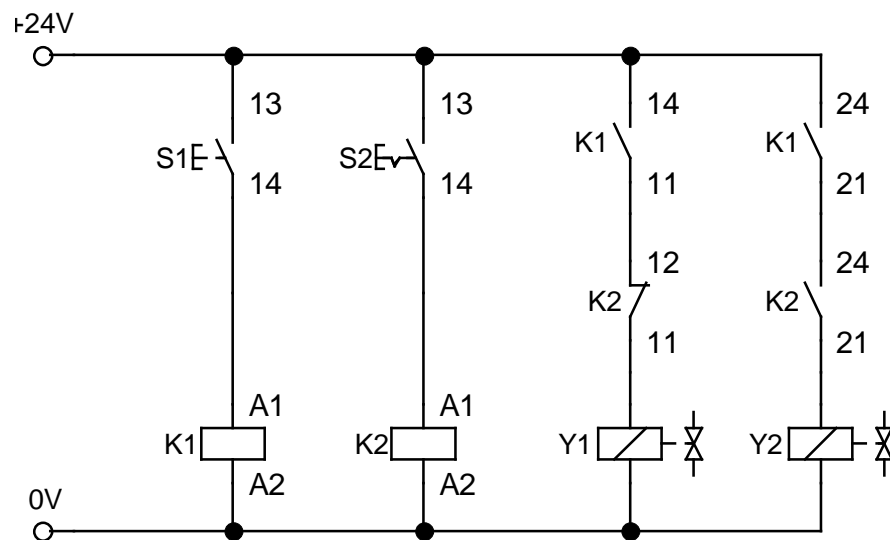 +24V
13 13 14 24
S1 S2 K1 K1
14 14 11 21
12 24
K2 K2
11 21
A1 A1
K1 K2 Y1 Y2
A2 A2
0V